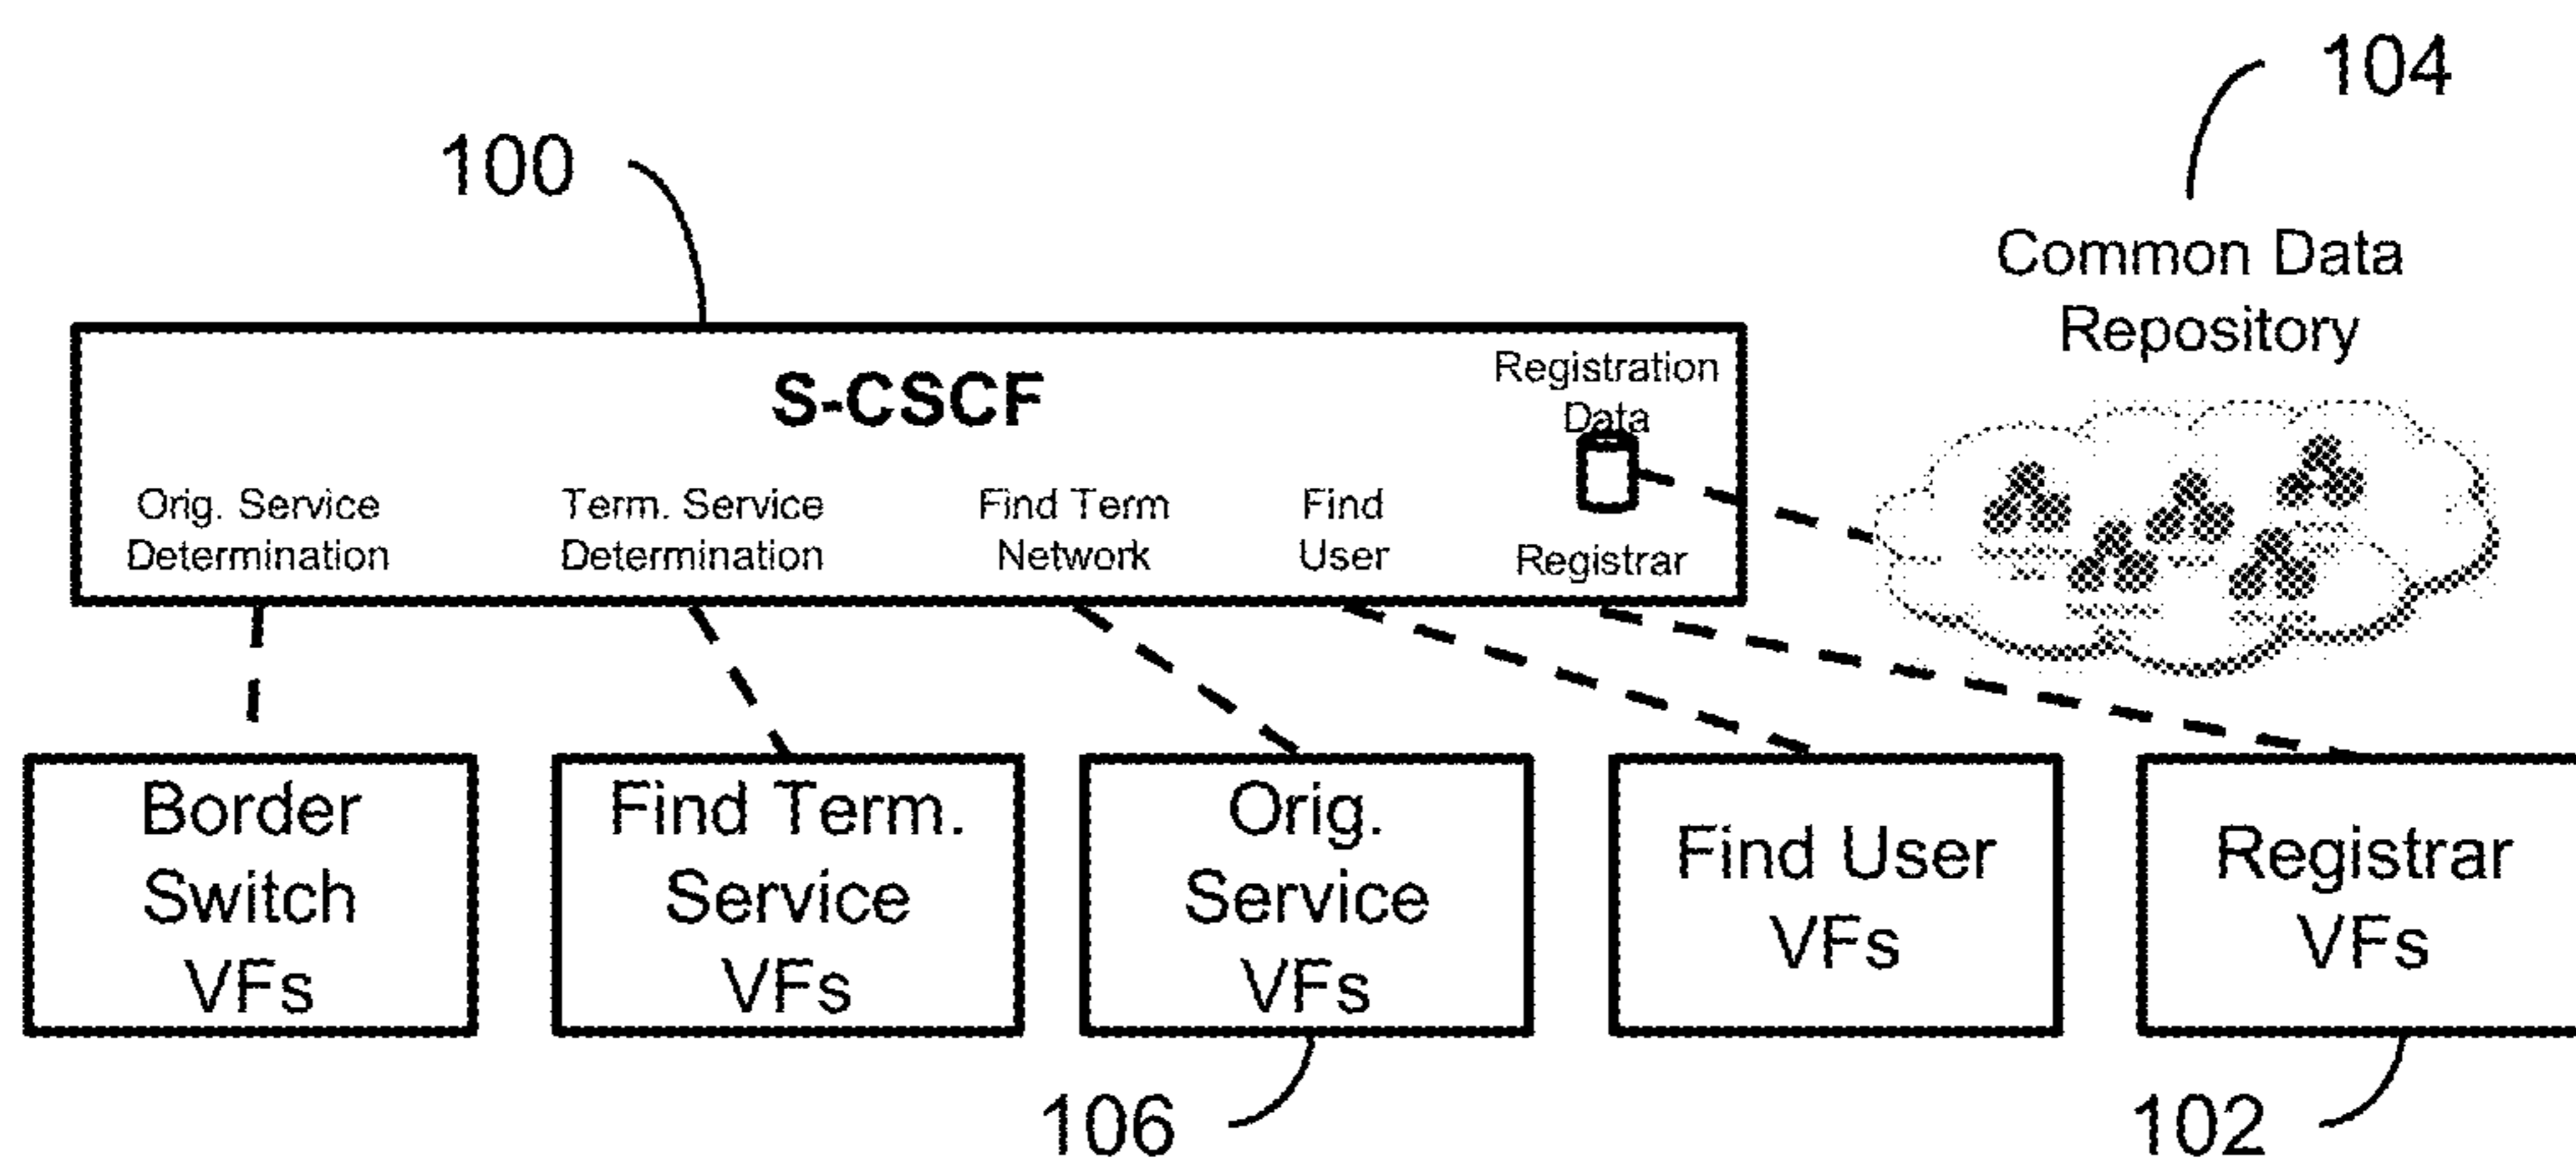 104
100
Common Data
Repository
S-CSCF
Registration
Data
Orig. Service
Determination
Term. Service
Determination
Find Term
Network
Find
User
Registrar
Border
Switch
VFs
Find Term.
Service
VFs
Orig.
Service
VFs
Find User
VFs
Registrar
VFs
106
102